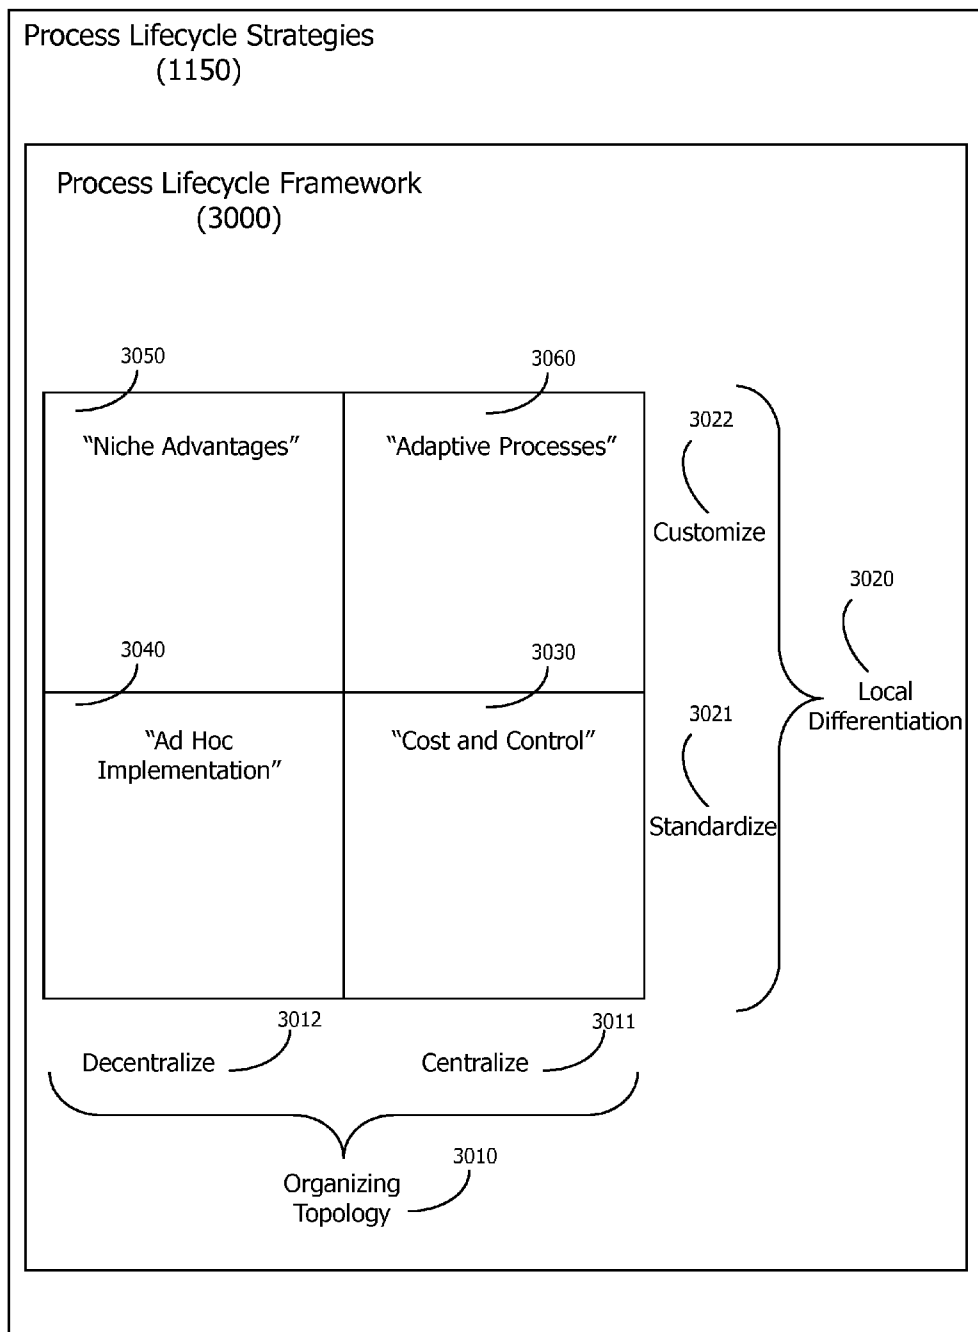 Process Lifecycle Strategies
(1150)
Process Lifecycle Framework
(3000)
3050
3060
“Niche Advantages”
“Adaptive Processes”
3022
Customize
3020
Local
Differentiation
3040
3030
“Ad Hoc
Implementation”
“Cost and Control”
3021
Standardize
3012
3011
Decentralize
Centralize
3010
Organizing
Topology